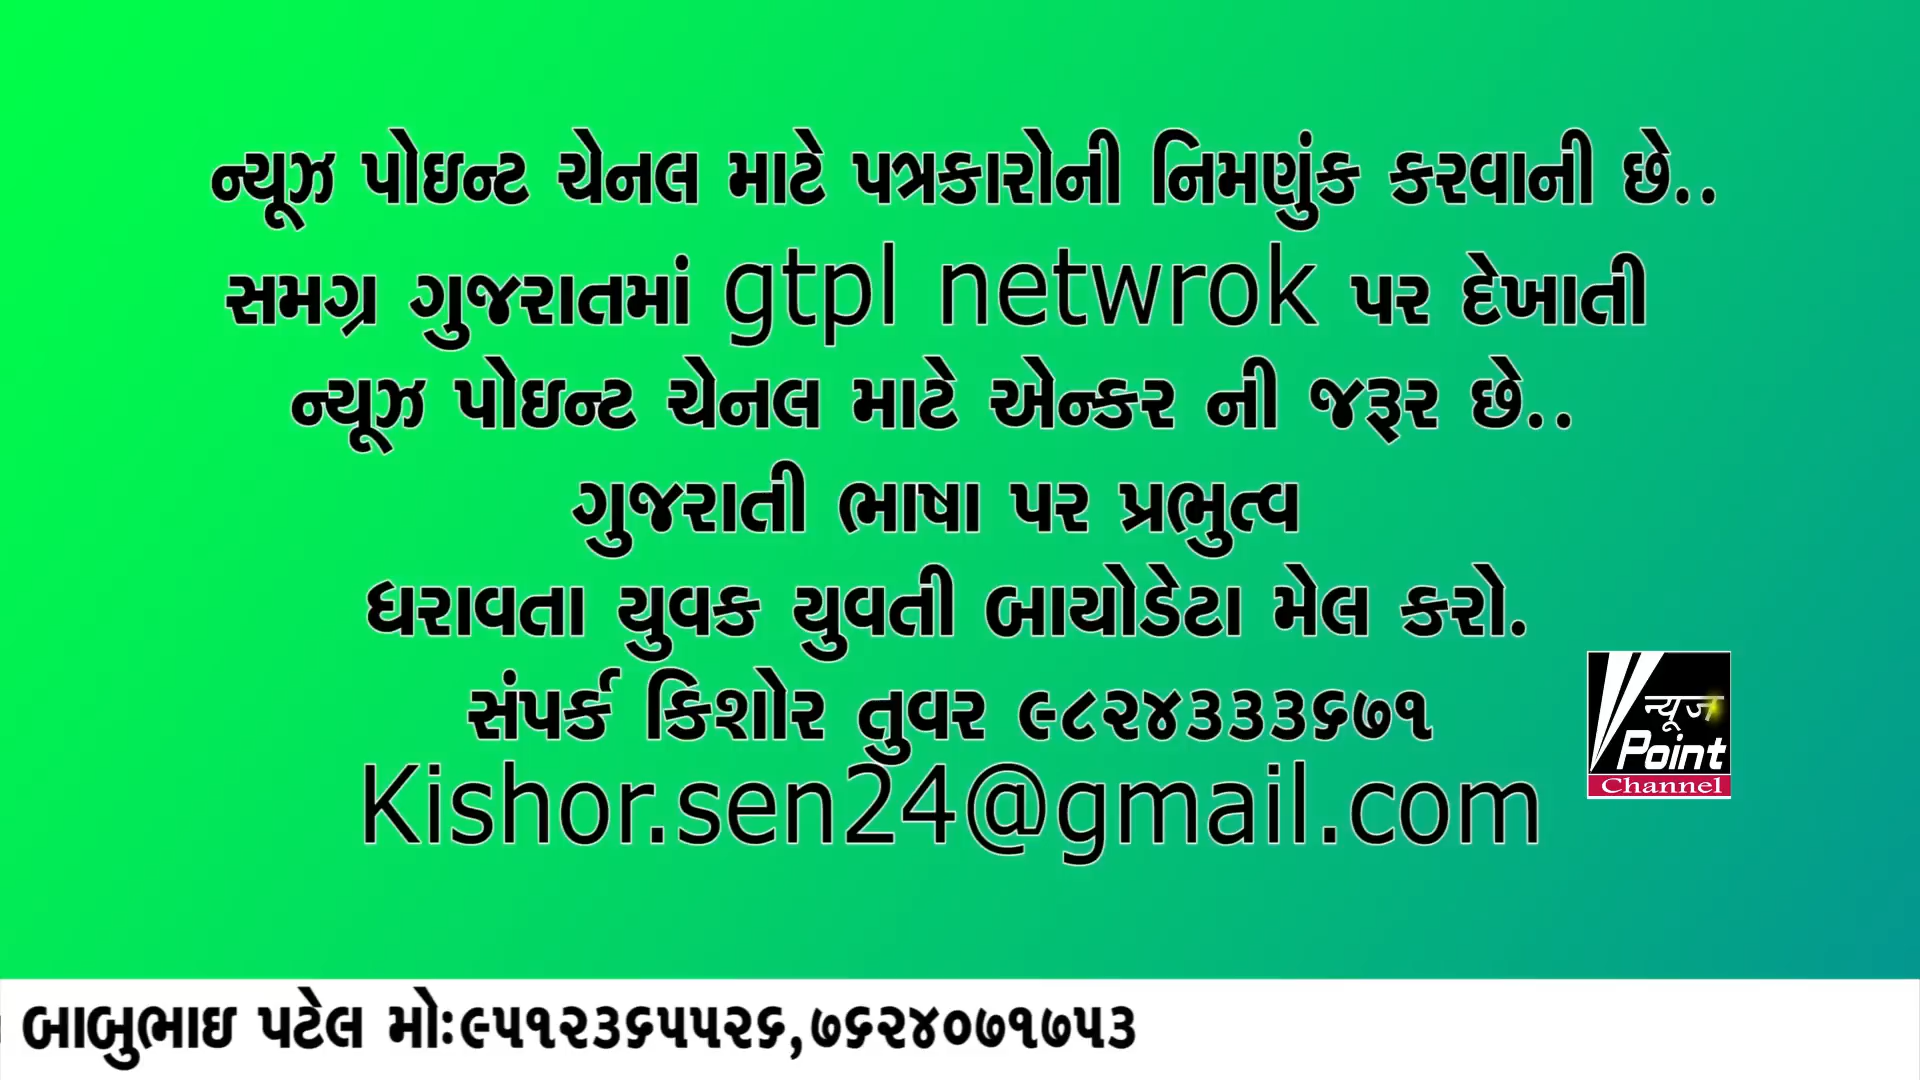 ન્યૂઝ પોઇન્ટ ચેનલ માટે પત્રકારોની નિમણુંક કરવાની છે..
સમગ્ર ગુજરાતમાં gtpl netwrok પર દેખાતી
ન્યૂઝ પોઇન્ટ ચેનલ માટે એન્કર ની જરૂર છે..
ગુજરાતી ભાષા પર પ્રભુત્વ
ધરાવતા યુવક યુવતી બાયોડેટા મેલ કરો.
સંપર્ક કિશોર તુવર ૯૮૨૪૩૩૩૬૭૧
Kishor.sen24@gmail.com
न्यूज
Point
Channel
બાબુભાઇ પટેલ મો:૯૫૧૨૩૬૫૫૨૬,૭૬૨૪૦૭૧૭૫૩